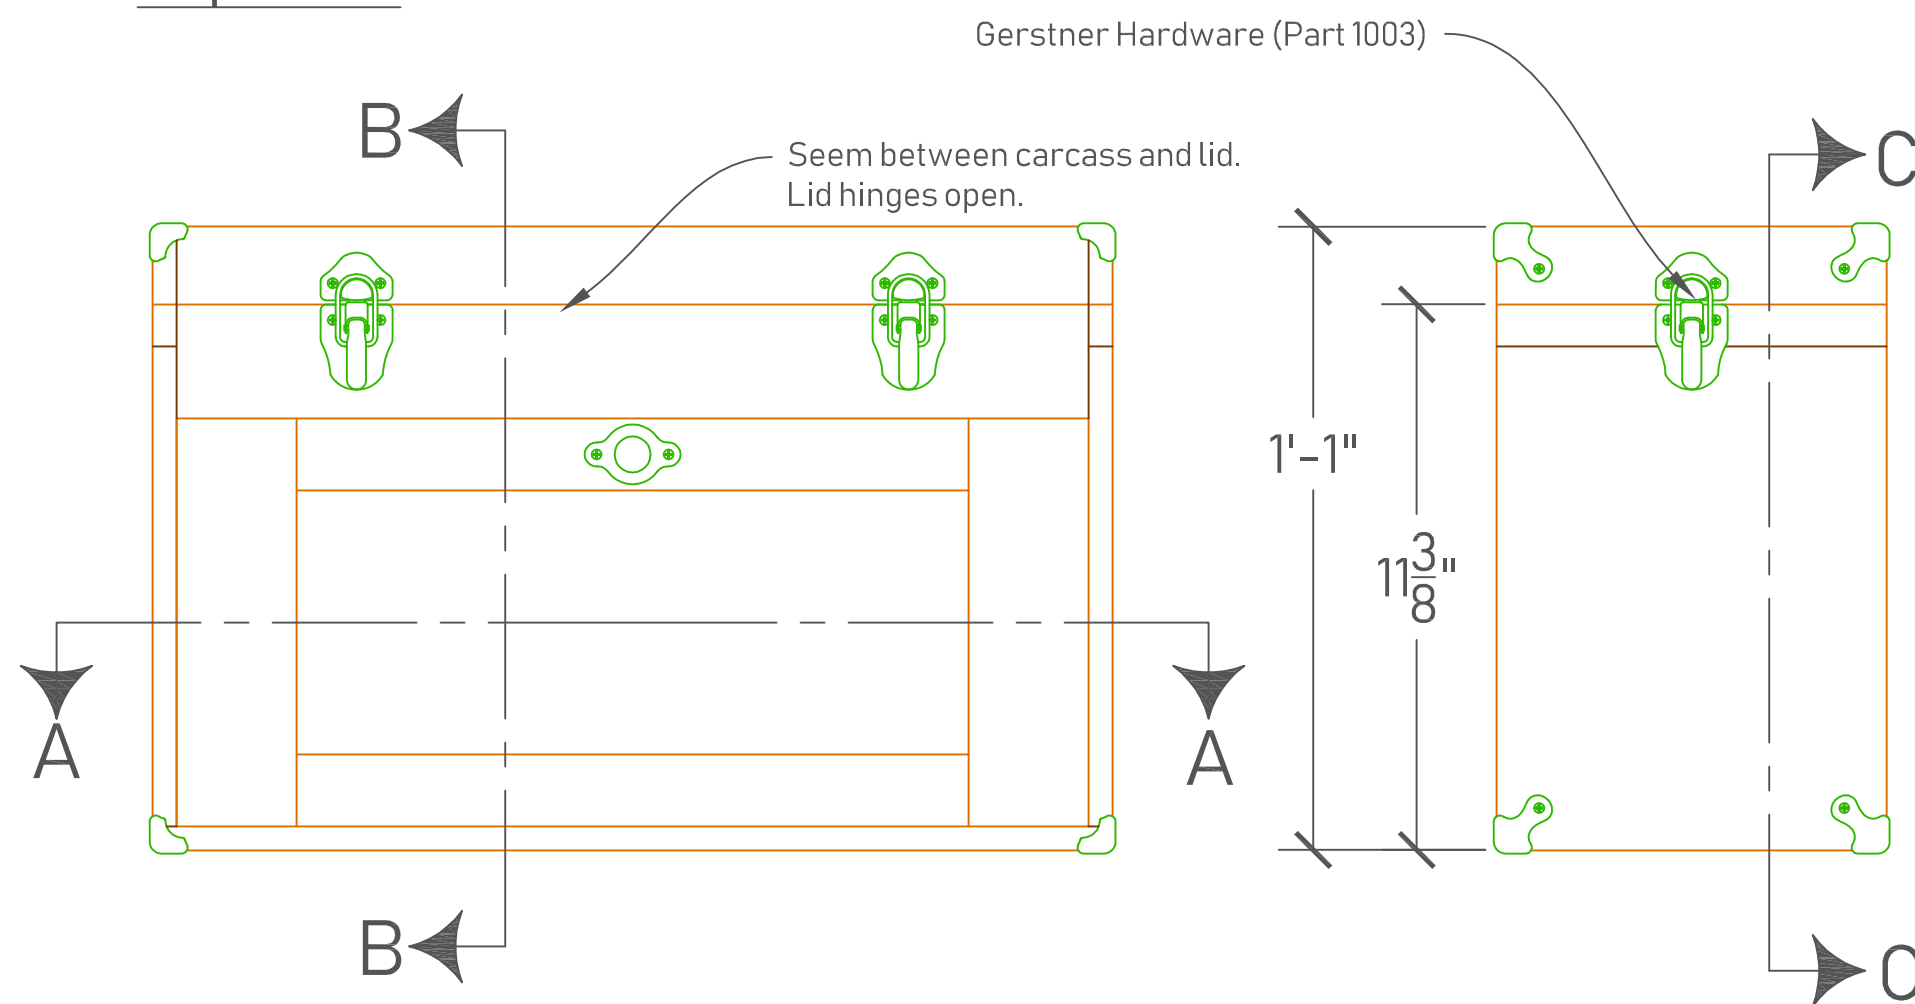 Gerstner Hardware (Part 1003)
B
C
Seem between carcass and lid.
Lid hinges open.
1'-1"
11 3/8"
A
A
B
C